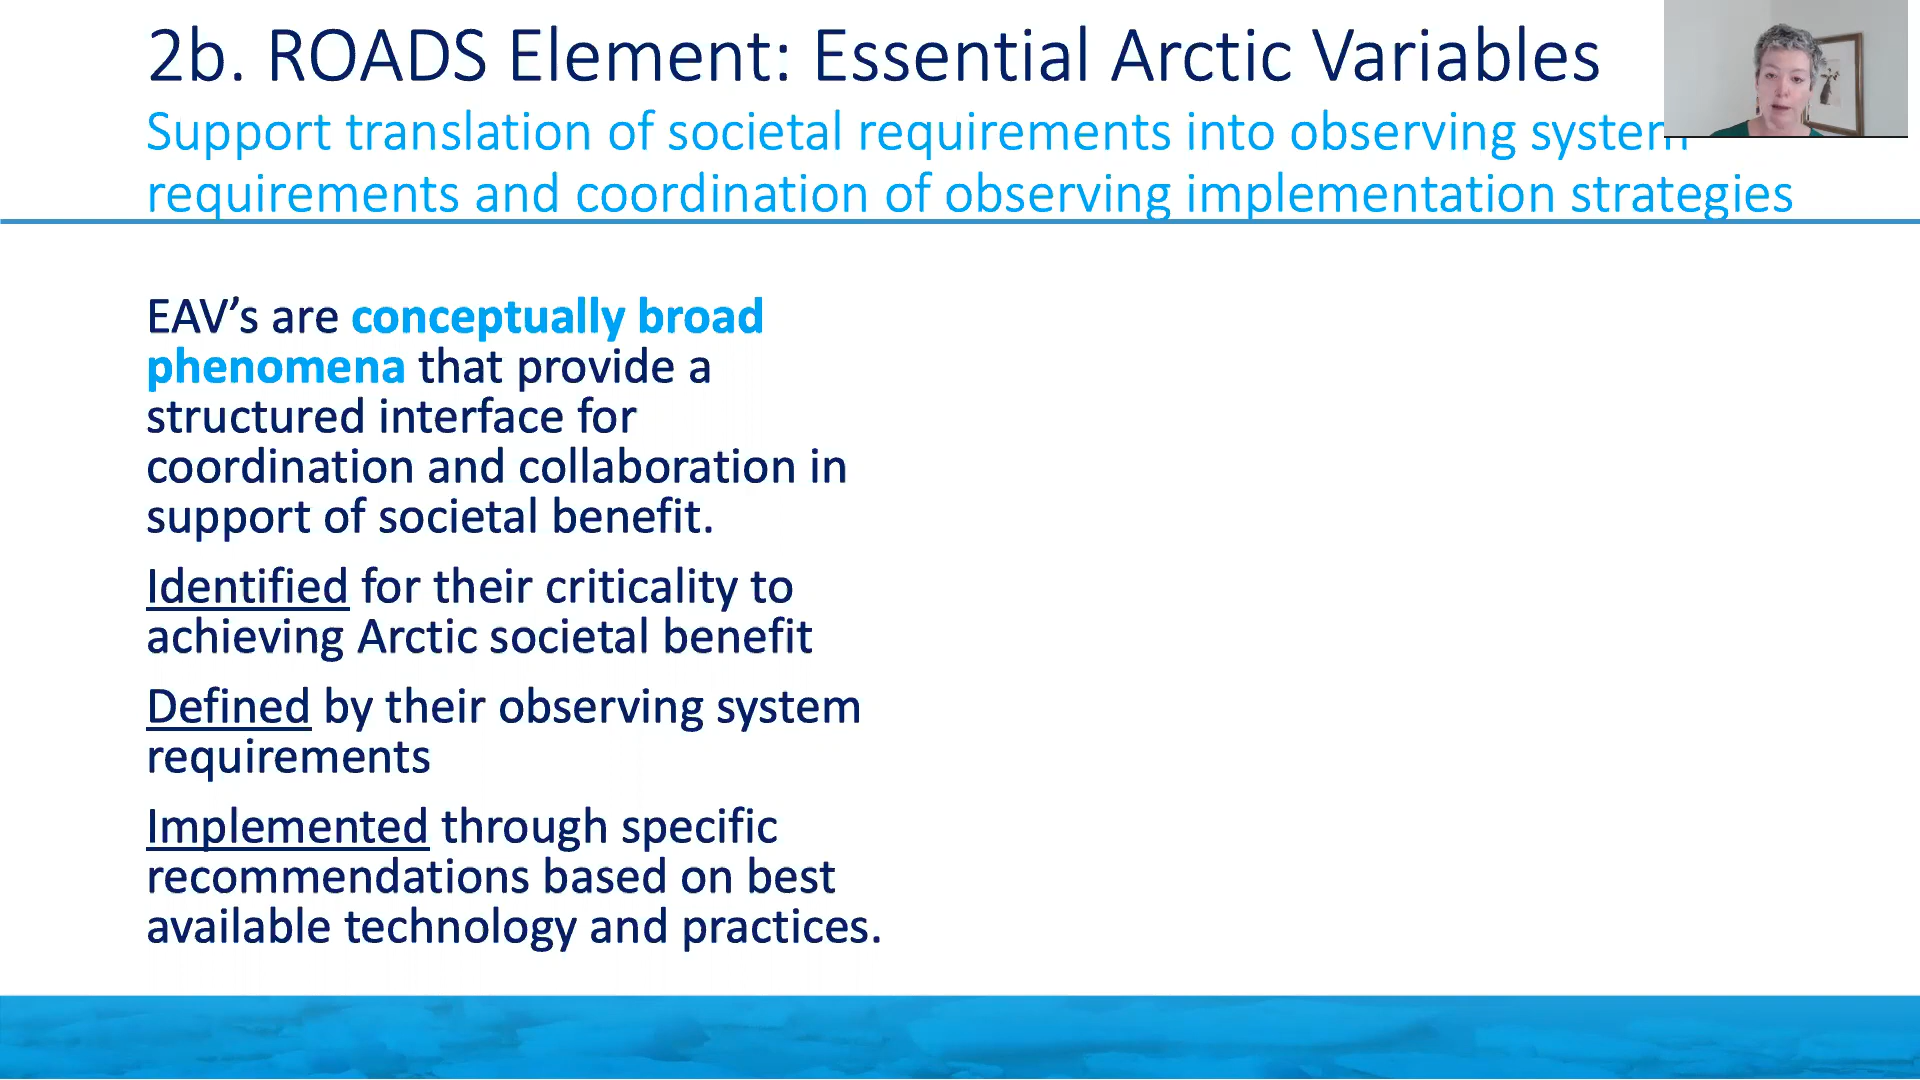 2b. ROADS Element: Essential Arctic Variables
Support translation of societal requirements into observing system
requirements and coordination of observing implementation strategies
EAV’s are conceptually broad
phenomena that provide a
structured interface for
coordination and collaboration in
support of societal benefit.
Identified for their criticality to
achieving Arctic societal benefit
Defined by their observing system
requirements
Implemented through specific
recommendations based on best
available technology and practices.